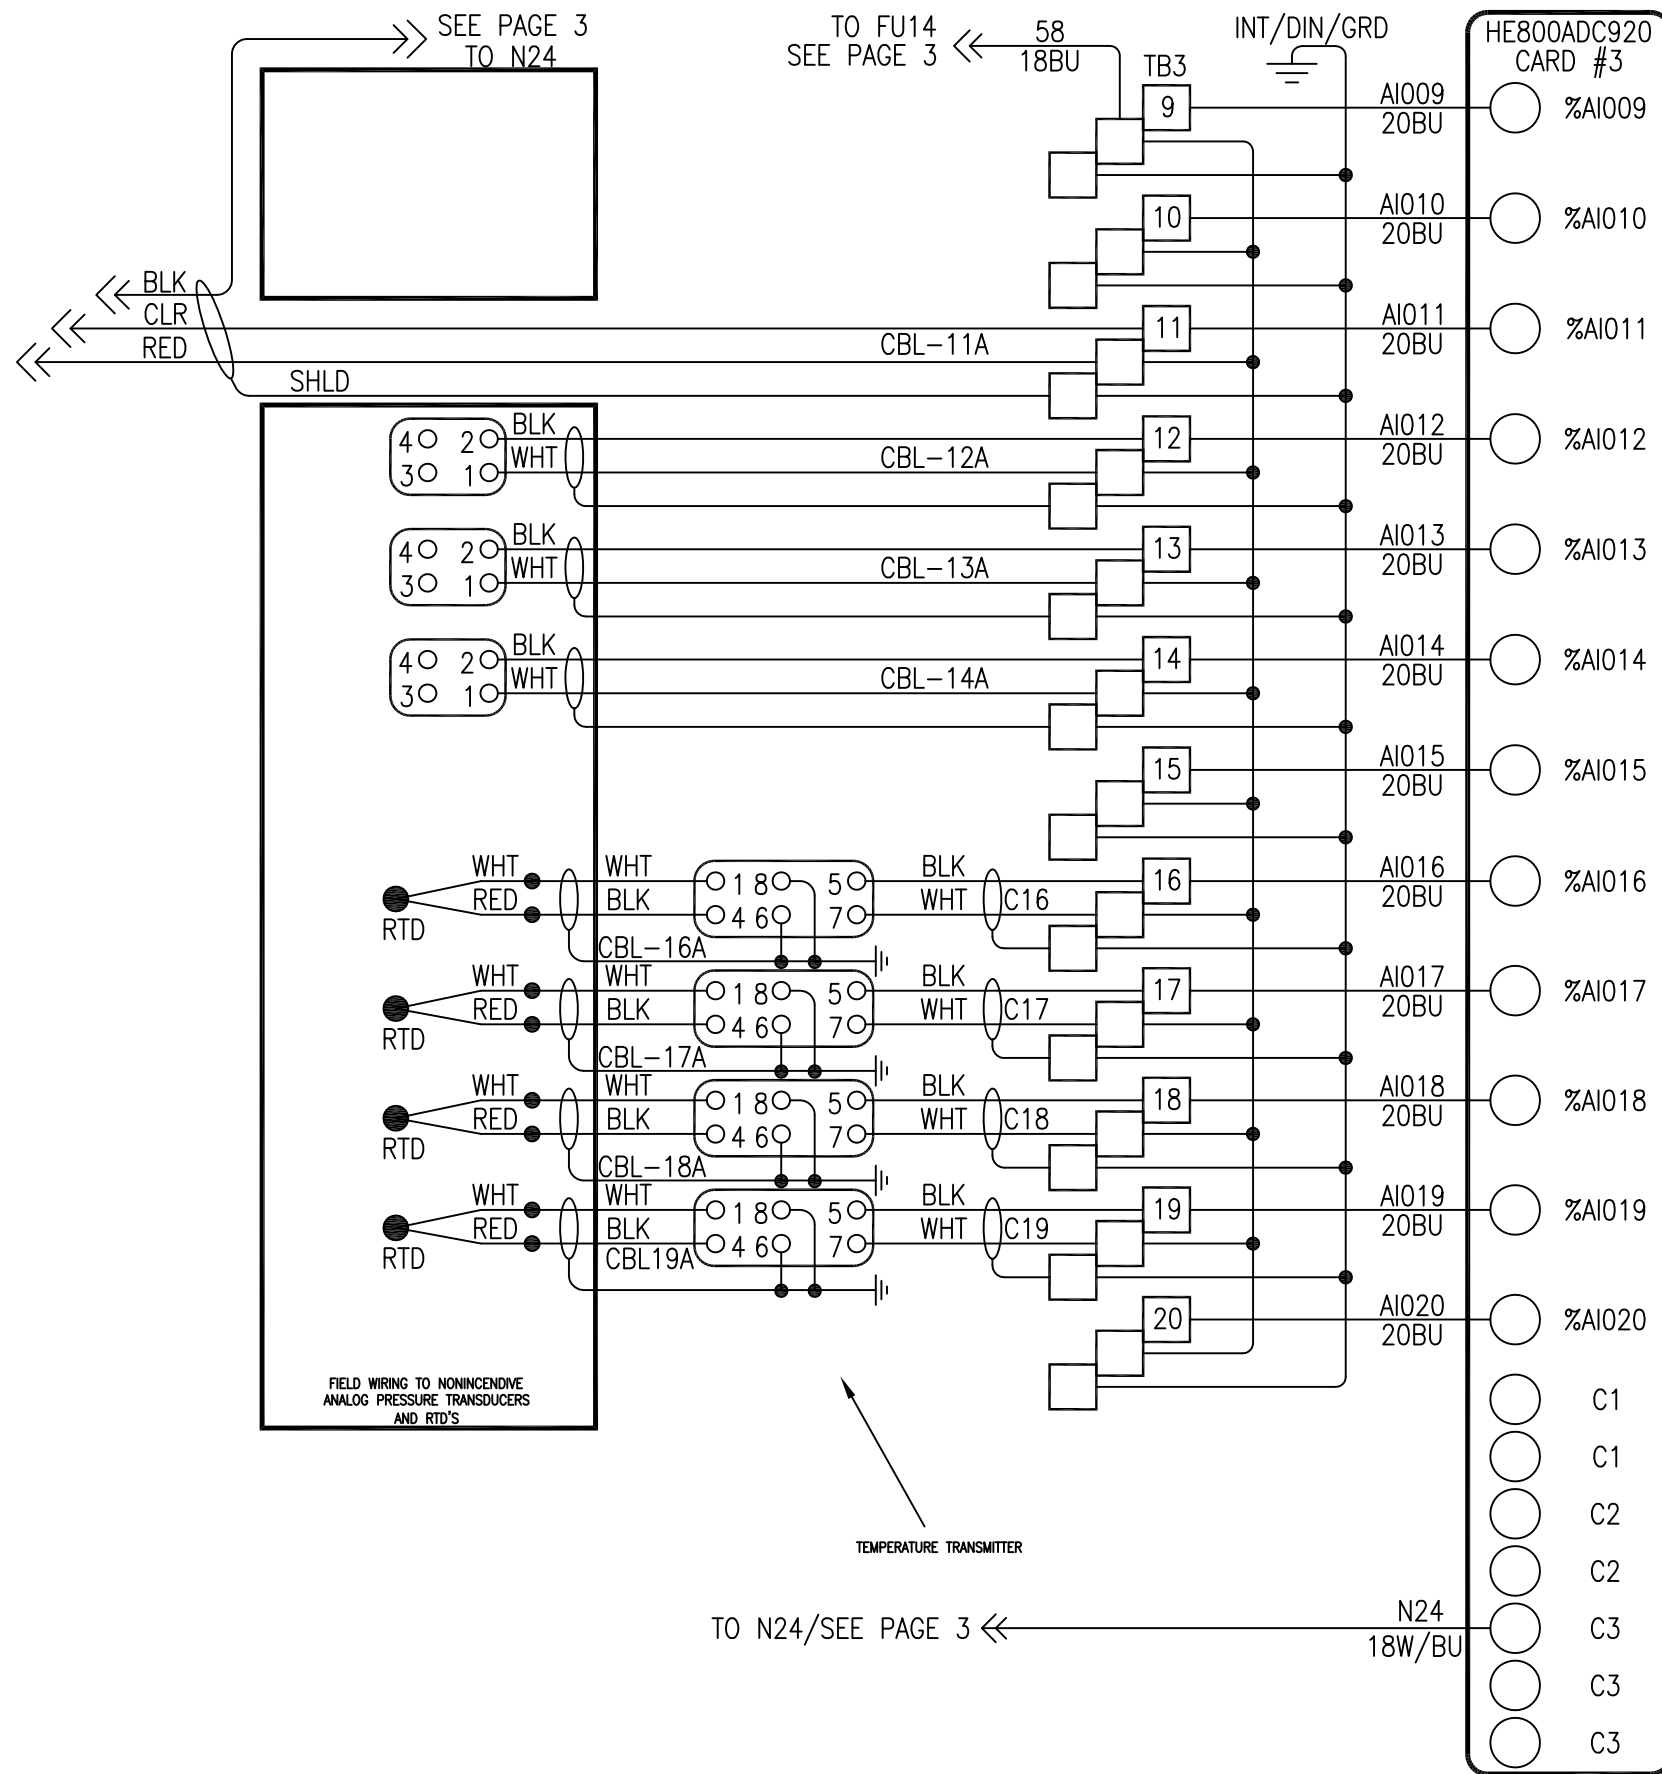 SEE PAGE 3
TO N24
TO FU14
SEE PAGE 3
58
18BU
INT/DIN/GRD
HE800ADC920
CARD #3
TB3
9
AI009
20BU
%AI009
10
AI010
20BU
%AI010
BLK
CLR
RED
SHLD
CBL-11A
11
AI011
20BU
%AI011
4 2
3 1
BLK
WHT
CBL-12A
12
AI012
20BU
%AI012
4 2
3 1
BLK
WHT
CBL-13A
13
AI013
20BU
%AI013
4 2
3 1
BLK
WHT
CBL-14A
14
AI014
20BU
%AI014
15
AI015
20BU
%AI015
RTD
WHT
RED
WHT
BLK
CBL-16A
1 8 5
4 6 7
BLK
WHT
C16
16
AI016
20BU
%AI016
RTD
WHT
RED
WHT
BLK
CBL-17A
1 8 5
4 6 7
BLK
WHT
C17
17
AI017
20BU
%AI017
RTD
WHT
RED
WHT
BLK
CBL-18A
1 8 5
4 6 7
BLK
WHT
C18
18
AI018
20BU
%AI018
RTD
WHT
RED
WHT
BLK
CBL19A
1 8 5
4 6 7
BLK
WHT
C19
19
AI019
20BU
%AI019
20
AI020
20BU
%AI020
FIELD WIRING TO NONINCENDIVE
ANALOG PRESSURE TRANSDUCERS
AND RTD'S
TEMPERATURE TRANSMITTER
C1
C1
C2
C2
TO N24/SEE PAGE 3
N24
18W/BU
C3
C3
C3